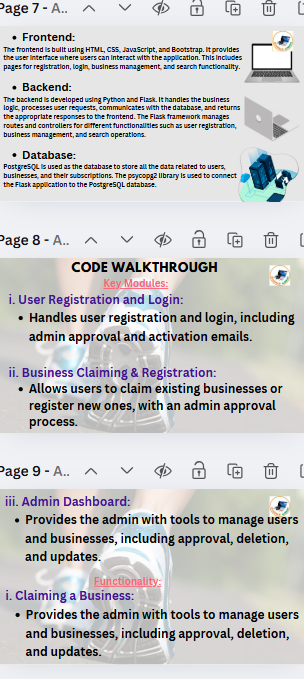 Page 7 - A..
• Frontend:
The frontend is built using HTML, CSS, JavaScript, and Bootstrap. It provides
the user interface where users can interact with the application. This includes
pages for registration, login, business management, and search functionality.
• Backend:
The backend is developed using Python and Flask. It handles the business
logic, processes user requests, communicates with the database, and returns
the appropriate responses to the frontend. The Flask framework manages
routes and controllers for different functionalities such as user registration,
business management, and search operations.
• Database:
PostgreSQL is used as the database to store all the data related to users,
businesses, and their subscriptions. The psycopg2 library is used to connect
the Flask application to the PostgreSQL database.
Page 8 - A..
CODE WALKTHROUGH
Key Modules:
i. User Registration and Login:
• Handles user registration and login, including
admin approval and activation emails.
ii. Business Claiming & Registration:
• Allows users to claim existing businesses or
register new ones, with an admin approval
process.
Page 9 - A..
iii. Admin Dashboard:
• Provides the admin with tools to manage users
and businesses, including approval, deletion,
and updates.
Functionality:
i. Claiming a Business:
• Provides the admin with tools to manage users
and businesses, including approval, deletion,
and updates.